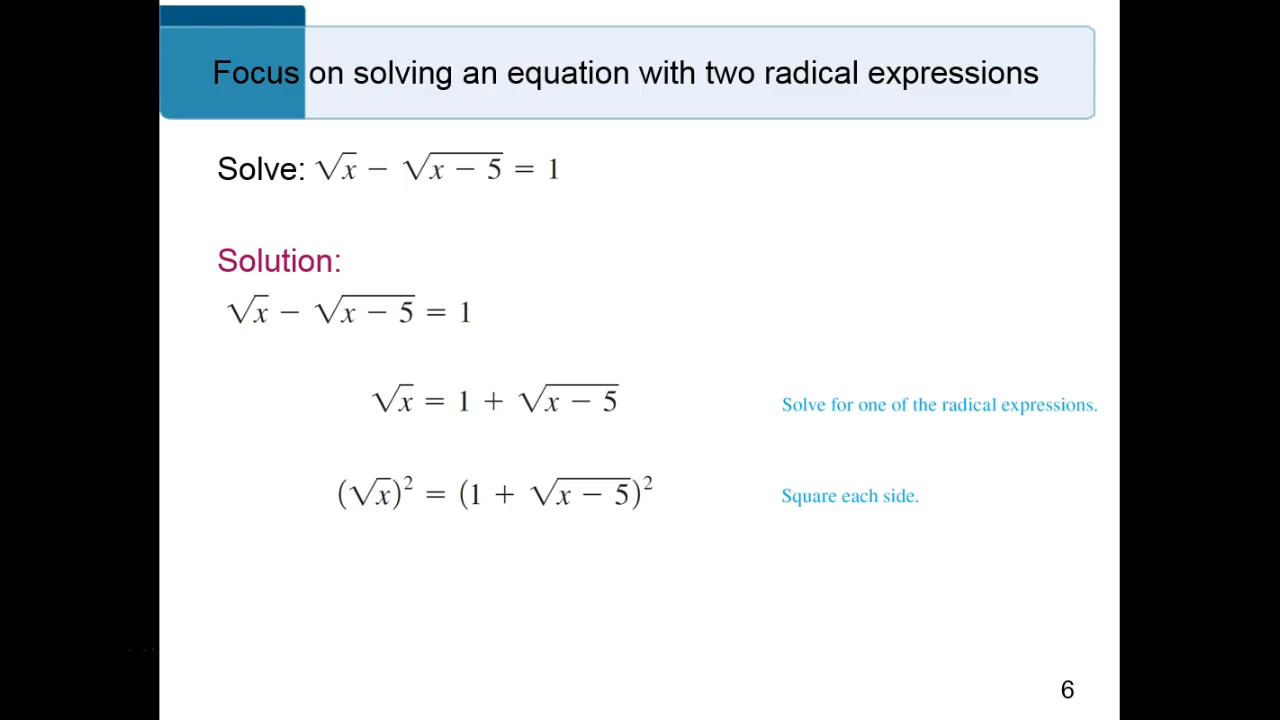 Focus on solving an equation with two radical expressions
Solve: √x − √(x − 5) = 1
Solution:
√x − √(x − 5) = 1
√x = 1 + √(x − 5) Solve for one of the radical expressions.
(√x)² = (1 + √(x − 5))² Square each side.
6